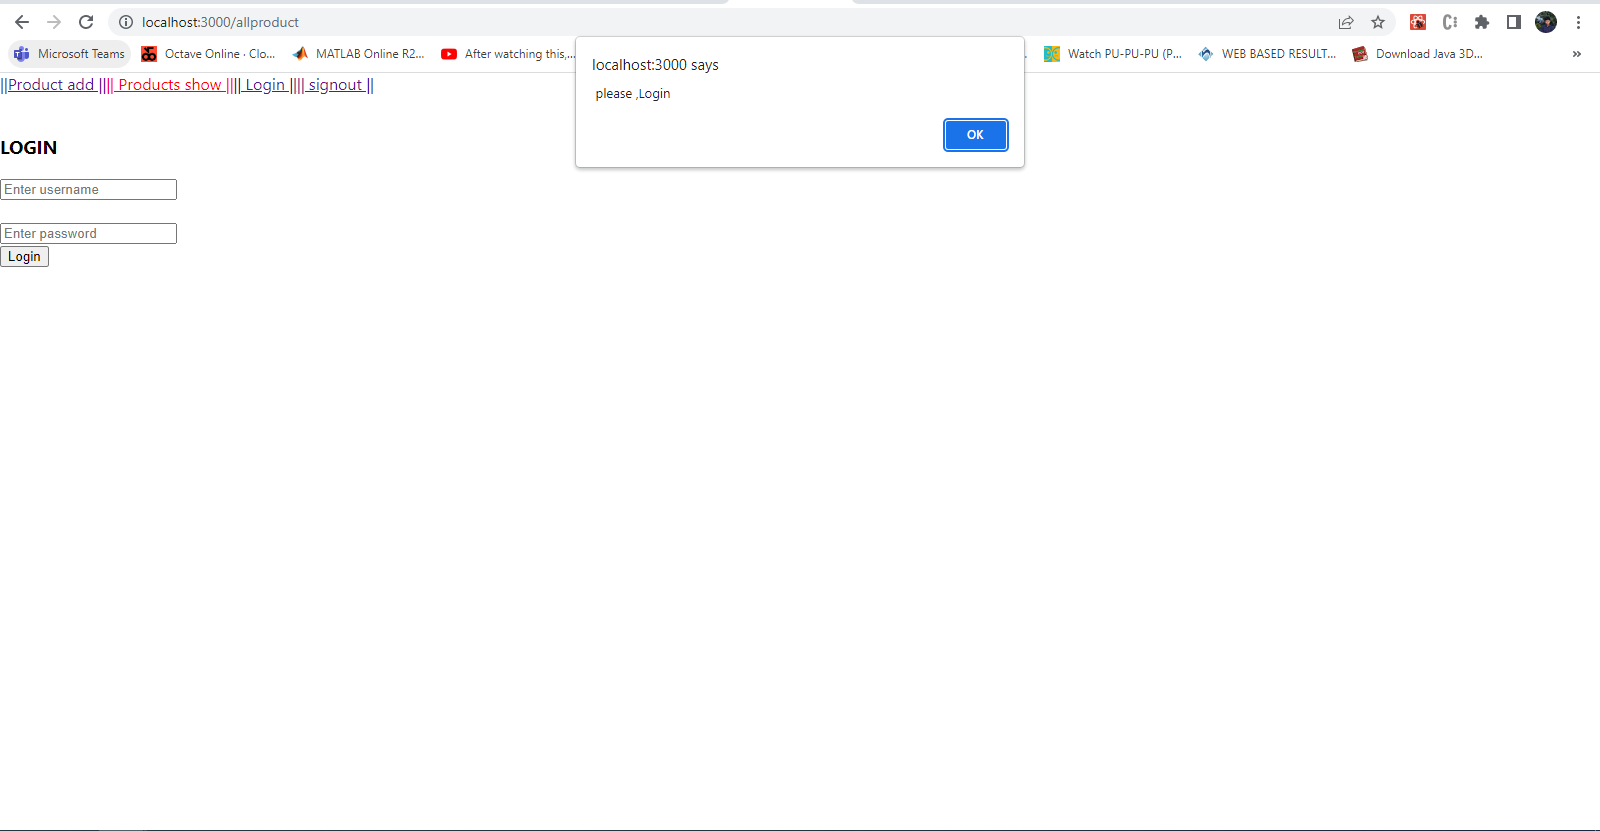 localhost:3000/allproduct
Microsoft Teams Octave Online · Clo... MATLAB Online R2... After watching this,... Watch PU-PU-PU (P... WEB BASED RESULT... Download Java 3D... »
localhost:3000 says
please ,Login
OK
||Product add |||| Products show |||| Login |||| signout ||
LOGIN
Enter username
Enter password
Login